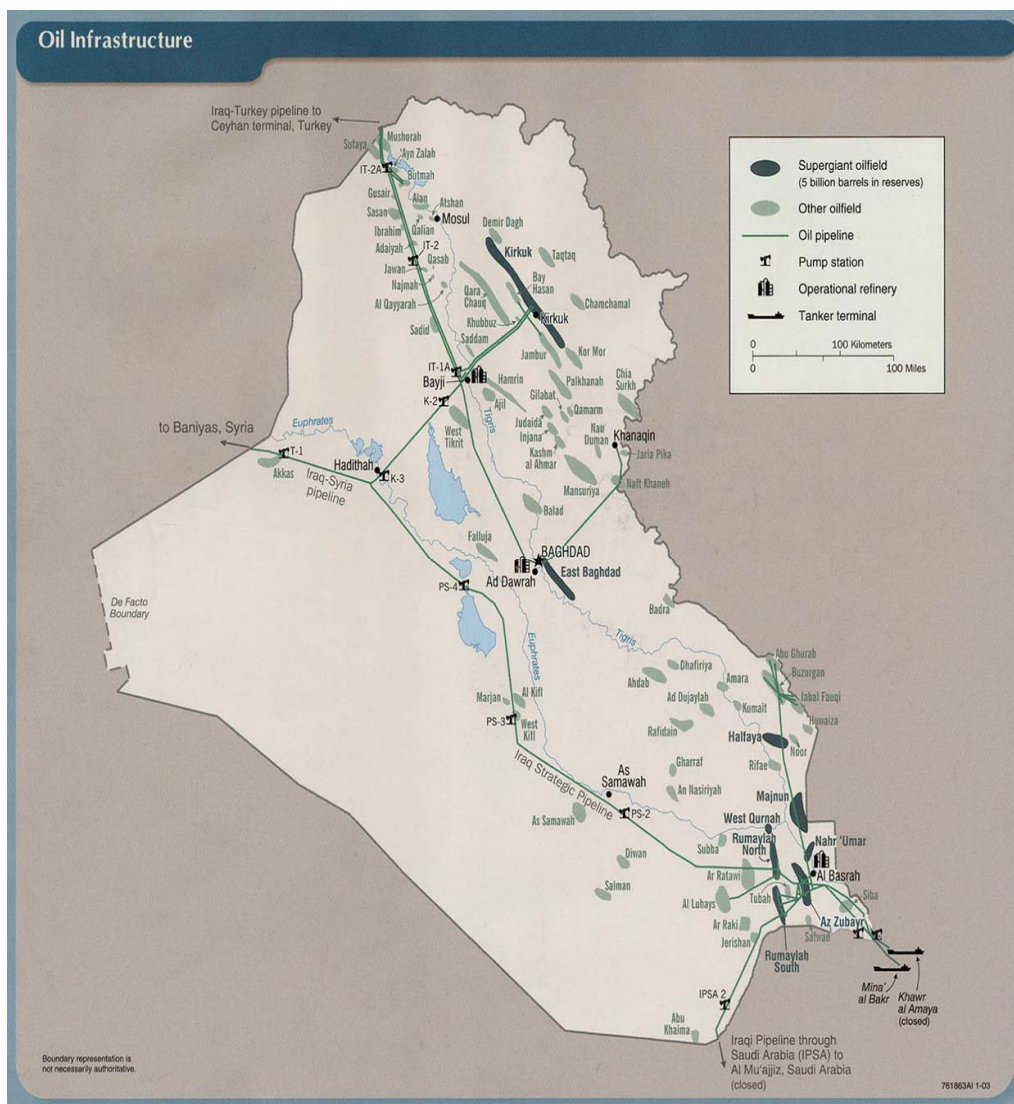 Oil Infrastructure
Iraq-Turkey pipeline to
Ceyhan terminal, Turkey
Mushorah
Sufaya
'Ayn Zalah
IT-2A
Butmah
Gusair
Alan
Atshan
Sasan
Mosul
Ibrahim
Qalian
Adaiyah
IT-2
Qasab
Jawan
Najmah
Al Qayyarah
Sadid
Demir Dagh
Kirkuk
Taqtaq
Bay
Hasan
Qara
Chauq
Chamchamal
Khubbuz
Kirkuk
Saddam
Jambur
Kor Mor
IT-1A
Bayji
Hamrin
Palkhanah
Chia
Surkh
K-2
Ajil
Gilabat
Qamarm
Judaida
Injana
Nau
Duman
Khanaqin
West
Tikrit
Tigris
Kashm
al Ahmar
Jaria Pika
Mansuriya
Naft Khaneh
Euphrates
to Baniyas, Syria
T-1
Akkas
Hadithah
K-3
Iraq-Syria
pipeline
Balad
Falluja
BAGHDAD
Ad Dawrah
East Baghdad
PS-4
De Facto
Boundary
Badra
Tigris
Euphrates
Abu Ghurab
Dhafiriya
Buzurgan
Ahdab
Amara
Jabal Fauqi
Ad Dujaylah
Kumait
Huwaiza
Marjan
Al Kifl
PS-3
West
Kifl
Rafidain
Halfaya
Noor
Gharraf
Rifae
Iraq Strategic Pipeline
As
Samawah
An Nasiriyah
Majnun
As Samawah
PS-2
West Qurnah
Subba
Rumaylah
North
Nahr 'Umar
Diwan
Ar Ratawi
Al Basrah
Salman
Al Luhays
Tubah
Siba
Az Zubayr
Ar Raki
Safwan
Jerishan
Rumaylah
South
Mina'
al Bakr
Khawr
al Amaya
(closed)
IPSA 2
Abu
Khaima
Iraqi Pipeline through
Saudi Arabia (IPSA) to
Al Mu'ajjiz, Saudi Arabia
(closed)
Supergiant oilfield
(5 billion barrels in reserves)
Other oilfield
Oil pipeline
Pump station
Operational refinery
Tanker terminal
0 100 Kilometers
0 100 Miles
Boundary representation is
not necessarily authoritative.
761863AI 1-03